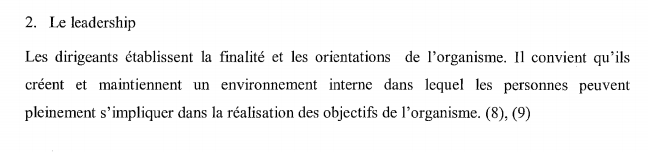 2. Le leadership
Les dirigeants établissent la finalité et les orientations de l'organisme. Il convient qu'ils
créent et maintiennent un environnement interne dans lequel les personnes peuvent
pleinement s'impliquer dans la réalisation des objectifs de l'organisme. (8), (9)